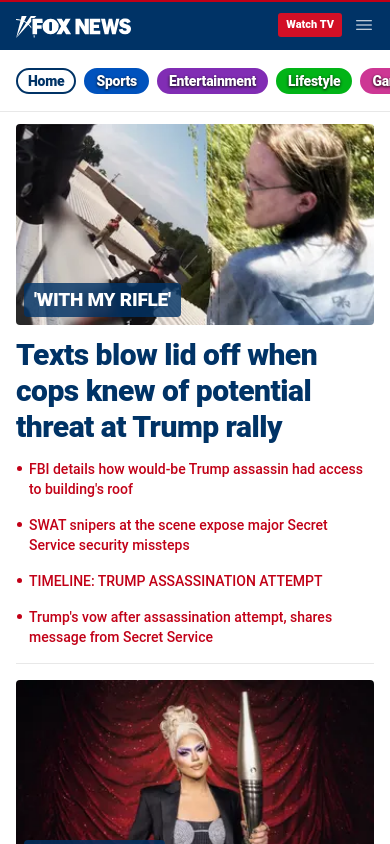 FOX NEWS
Watch TV
Home
Sports
Entertainment
Lifestyle
'WITH MY RIFLE'
Texts blow lid off when
cops knew of potential
threat at Trump rally
FBI details how would-be Trump assassin had access
to building's roof
SWAT snipers at the scene expose major Secret
Service security missteps
TIMELINE: TRUMP ASSASSINATION ATTEMPT
Trump's vow after assassination attempt, shares
message from Secret Service